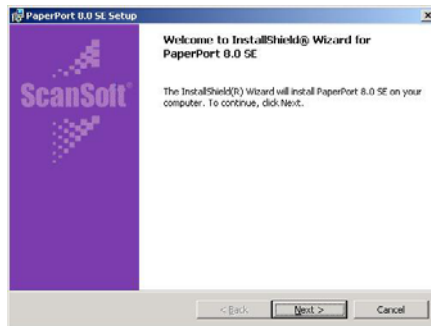 PaperPort 8.0 SE Setup
Welcome to InstallShield® Wizard for
PaperPort 8.0 SE
ScanSoft®
The InstallShield(R) Wizard will install PaperPort 8.0 SE on your
computer. To continue, click Next.
< Back
Next >
Cancel